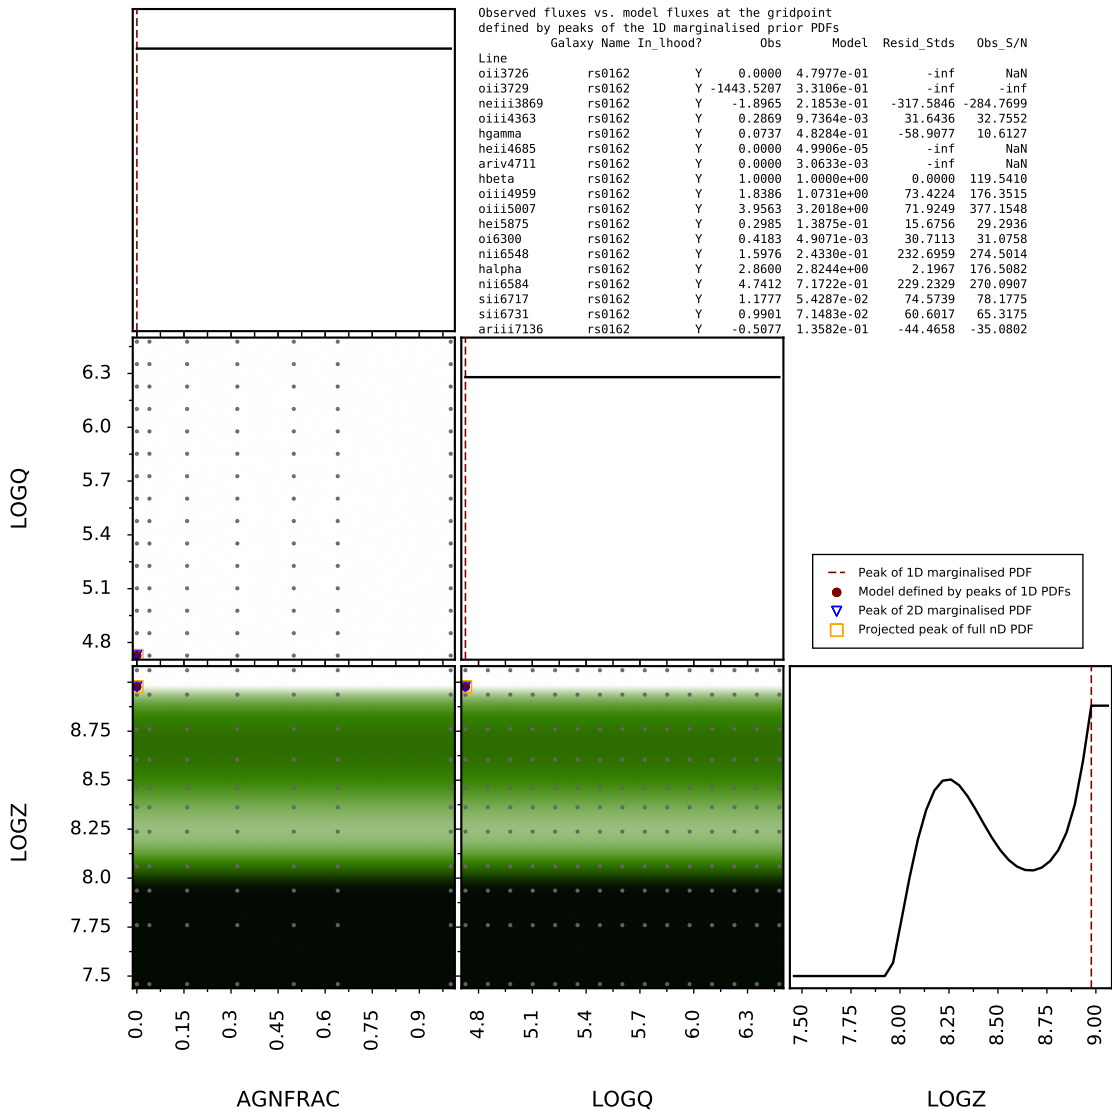 Observed fluxes vs. model fluxes at the gridpoint
defined by peaks of the 1D marginalised prior PDFs
Galaxy Name In_lhood? Obs Model Resid_Stds Obs_S/N
Line
oii3726 rs0162 Y 0.0000 4.7977e-01 -inf NaN
oii3729 rs0162 Y -1443.5207 3.3106e-01 -inf -inf
neiii3869 rs0162 Y -1.8965 2.1853e-01 -317.5846 -284.7699
oiii4363 rs0162 Y 0.2869 9.7364e-03 31.6436 32.7552
hgamma rs0162 Y 0.0737 4.8284e-01 -58.9077 10.6127
heii4685 rs0162 Y 0.0000 4.9906e-05 -inf NaN
ariv4711 rs0162 Y 0.0000 3.0633e-03 -inf NaN
hbeta rs0162 Y 1.0000 1.0000e+00 0.0000 119.5410
oiii4959 rs0162 Y 1.8386 1.0731e+00 73.4224 176.3515
oiii5007 rs0162 Y 3.9563 3.2018e+00 71.9249 377.1548
hei5875 rs0162 Y 0.2985 1.3875e-01 15.6756 29.2936
oi6300 rs0162 Y 0.4183 4.9071e-03 30.7113 31.0758
nii6548 rs0162 Y 1.5976 2.4330e-01 232.6959 274.5014
halpha rs0162 Y 2.8600 2.8244e+00 2.1967 176.5082
nii6584 rs0162 Y 4.7412 7.1722e-01 229.2329 270.0907
sii6717 rs0162 Y 1.1777 5.4287e-02 74.5739 78.1775
sii6731 rs0162 Y 0.9901 7.1483e-02 60.6017 65.3175
ariii7136 rs0162 Y -0.5077 1.3582e-01 -44.4658 -35.0802
LOGQ
6.3
6.0
5.7
5.4
5.1
4.8
Peak of 1D marginalised PDF
Model defined by peaks of 1D PDFs
Peak of 2D marginalised PDF
Projected peak of full nD PDF
LOGZ
8.75
8.5
8.25
8.0
7.75
7.5
0.0 0.15 0.3 0.45 0.6 0.75 0.9
4.8 5.1 5.4 5.7 6.0 6.3
7.50 7.75 8.00 8.25 8.50 8.75 9.00
AGNFRAC LOGQ LOGZ